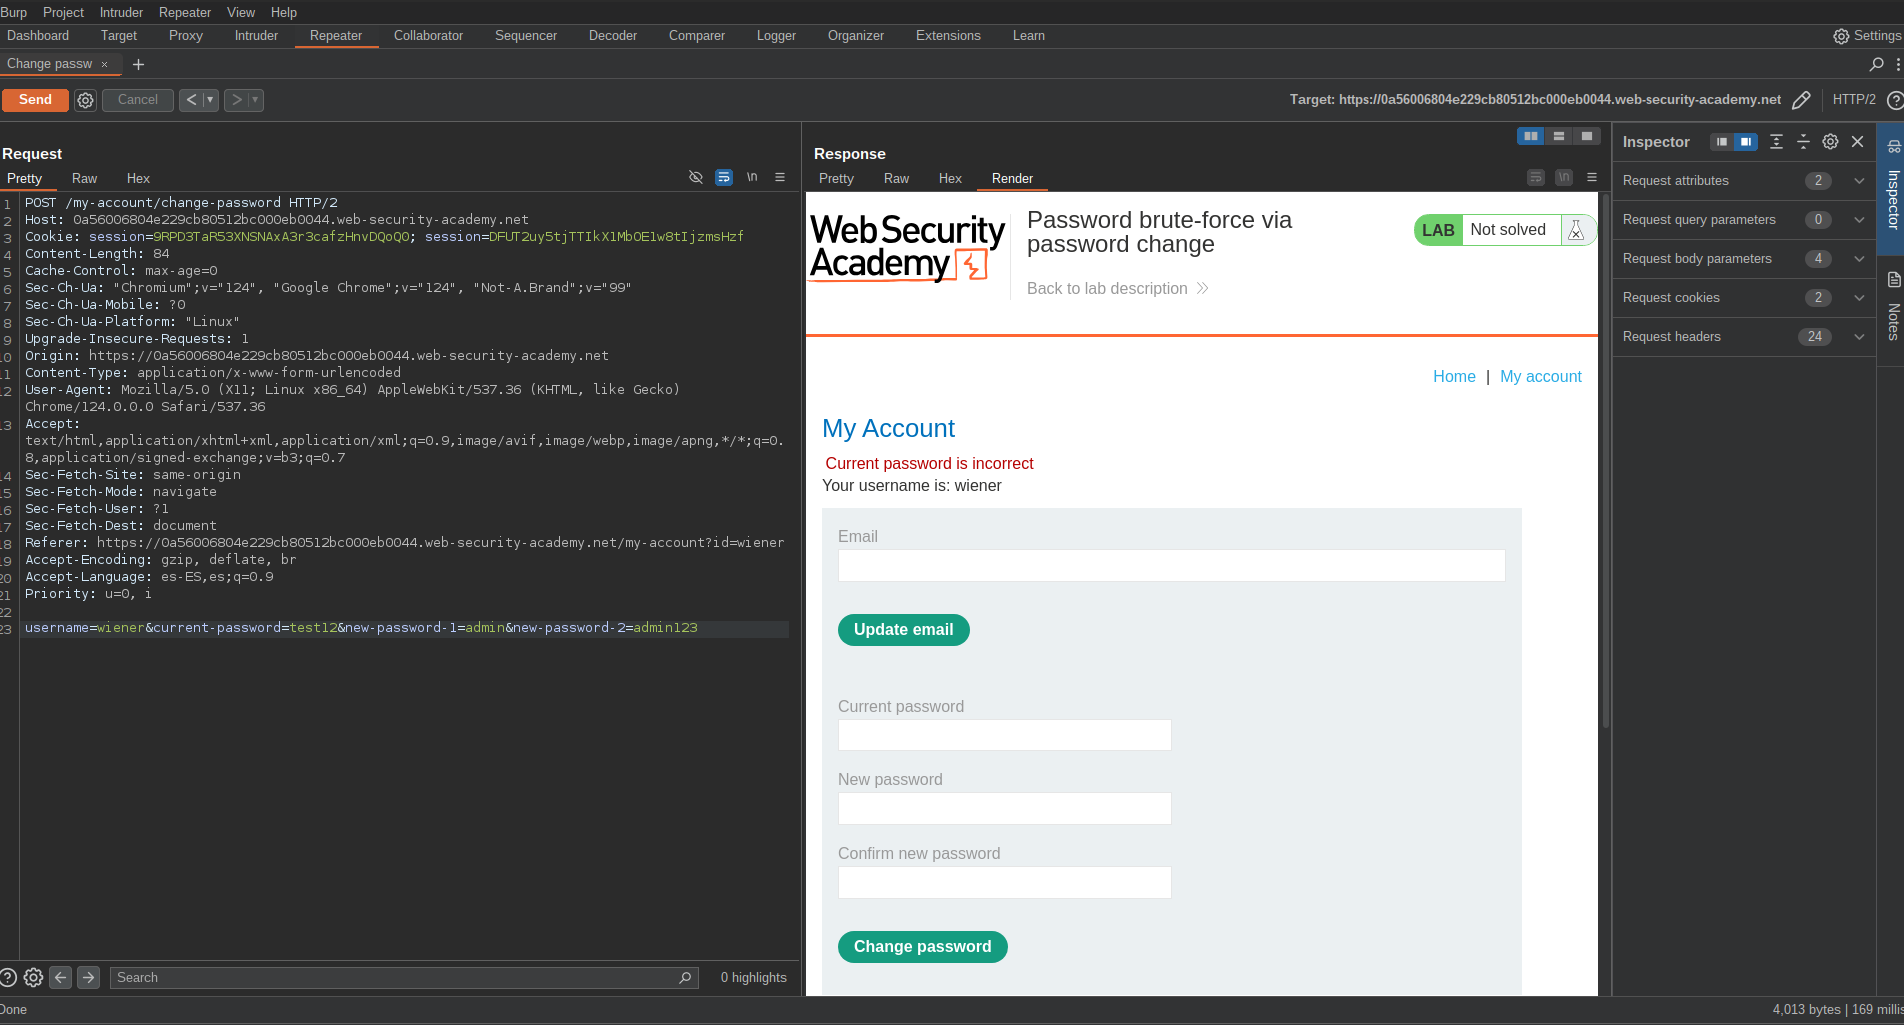 Burp Project Intruder Repeater View Help
Dashboard Target Proxy Intruder Repeater Collaborator Sequencer Decoder Comparer Logger Organizer Extensions Learn Settings
Change passw × +
Send Cancel < > Target: https://0a56006804e229cb80512bc000eb0044.web-security-academy.net HTTP/2 ?
Request
Pretty Raw Hex \n
1 POST /my-account/change-password HTTP/2
2 Host: 0a56006804e229cb80512bc000eb0044.web-security-academy.net
3 Cookie: session=9RPD3TaR53XNSNAxA3r3cafzHnvDQoQO; session=DFUT2uy5tjTTIkX1MbOE1w8tIjzmsHzf
4 Content-Length: 84
5 Cache-Control: max-age=0
6 Sec-Ch-Ua: "Chromium";v="124", "Google Chrome";v="124", "Not-A.Brand";v="99"
7 Sec-Ch-Ua-Mobile: ?0
8 Sec-Ch-Ua-Platform: "Linux"
9 Upgrade-Insecure-Requests: 1
10 Origin: https://0a56006804e229cb80512bc000eb0044.web-security-academy.net
11 Content-Type: application/x-www-form-urlencoded
12 User-Agent: Mozilla/5.0 (X11; Linux x86_64) AppleWebKit/537.36 (KHTML, like Gecko)
Chrome/124.0.0.0 Safari/537.36
13 Accept:
text/html,application/xhtml+xml,application/xml;q=0.9,image/avif,image/webp,image/apng,*/*;q=0.
8,application/signed-exchange;v=b3;q=0.7
14 Sec-Fetch-Site: same-origin
15 Sec-Fetch-Mode: navigate
16 Sec-Fetch-User: ?1
17 Sec-Fetch-Dest: document
18 Referer: https://0a56006804e229cb80512bc000eb0044.web-security-academy.net/my-account?id=wiener
19 Accept-Encoding: gzip, deflate, br
20 Accept-Language: es-ES,es;q=0.9
21 Priority: u=0, i
22
23 username=wiener&current-password=test12&new-password-1=admin&new-password-2=admin123
? Search 0 highlights
Response
Pretty Raw Hex Render \n
Web Security
Academy
Password brute-force via
password change
Back to lab description
LAB Not solved
Home | My account
My Account
Current password is incorrect
Your username is: wiener
Email
Update email
Current password
New password
Confirm new password
Change password
Inspector
Request attributes 2
Request query parameters 0
Request body parameters 4
Request cookies 2
Request headers 24
Inspector
Notes
Done 4,013 bytes | 169 millis